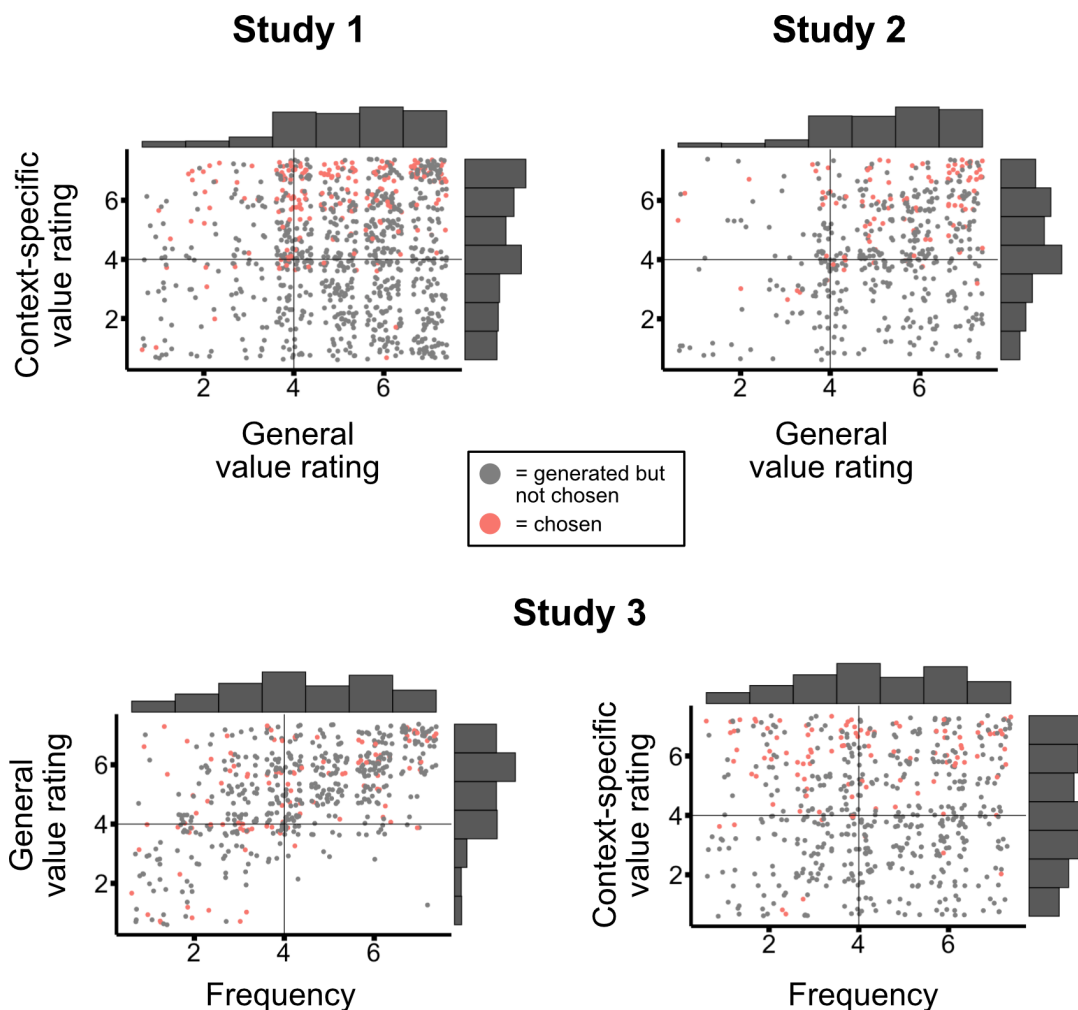 Study 1
Study 2
Context-specific
value rating
6
4
2
2
4
6
General
value rating
6
4
2
2
4
6
General
value rating
= generated but
not chosen
= chosen
Study 3
General
value rating
6
4
2
2
4
6
Frequency
Context-specific
value rating
6
4
2
2
4
6
Frequency